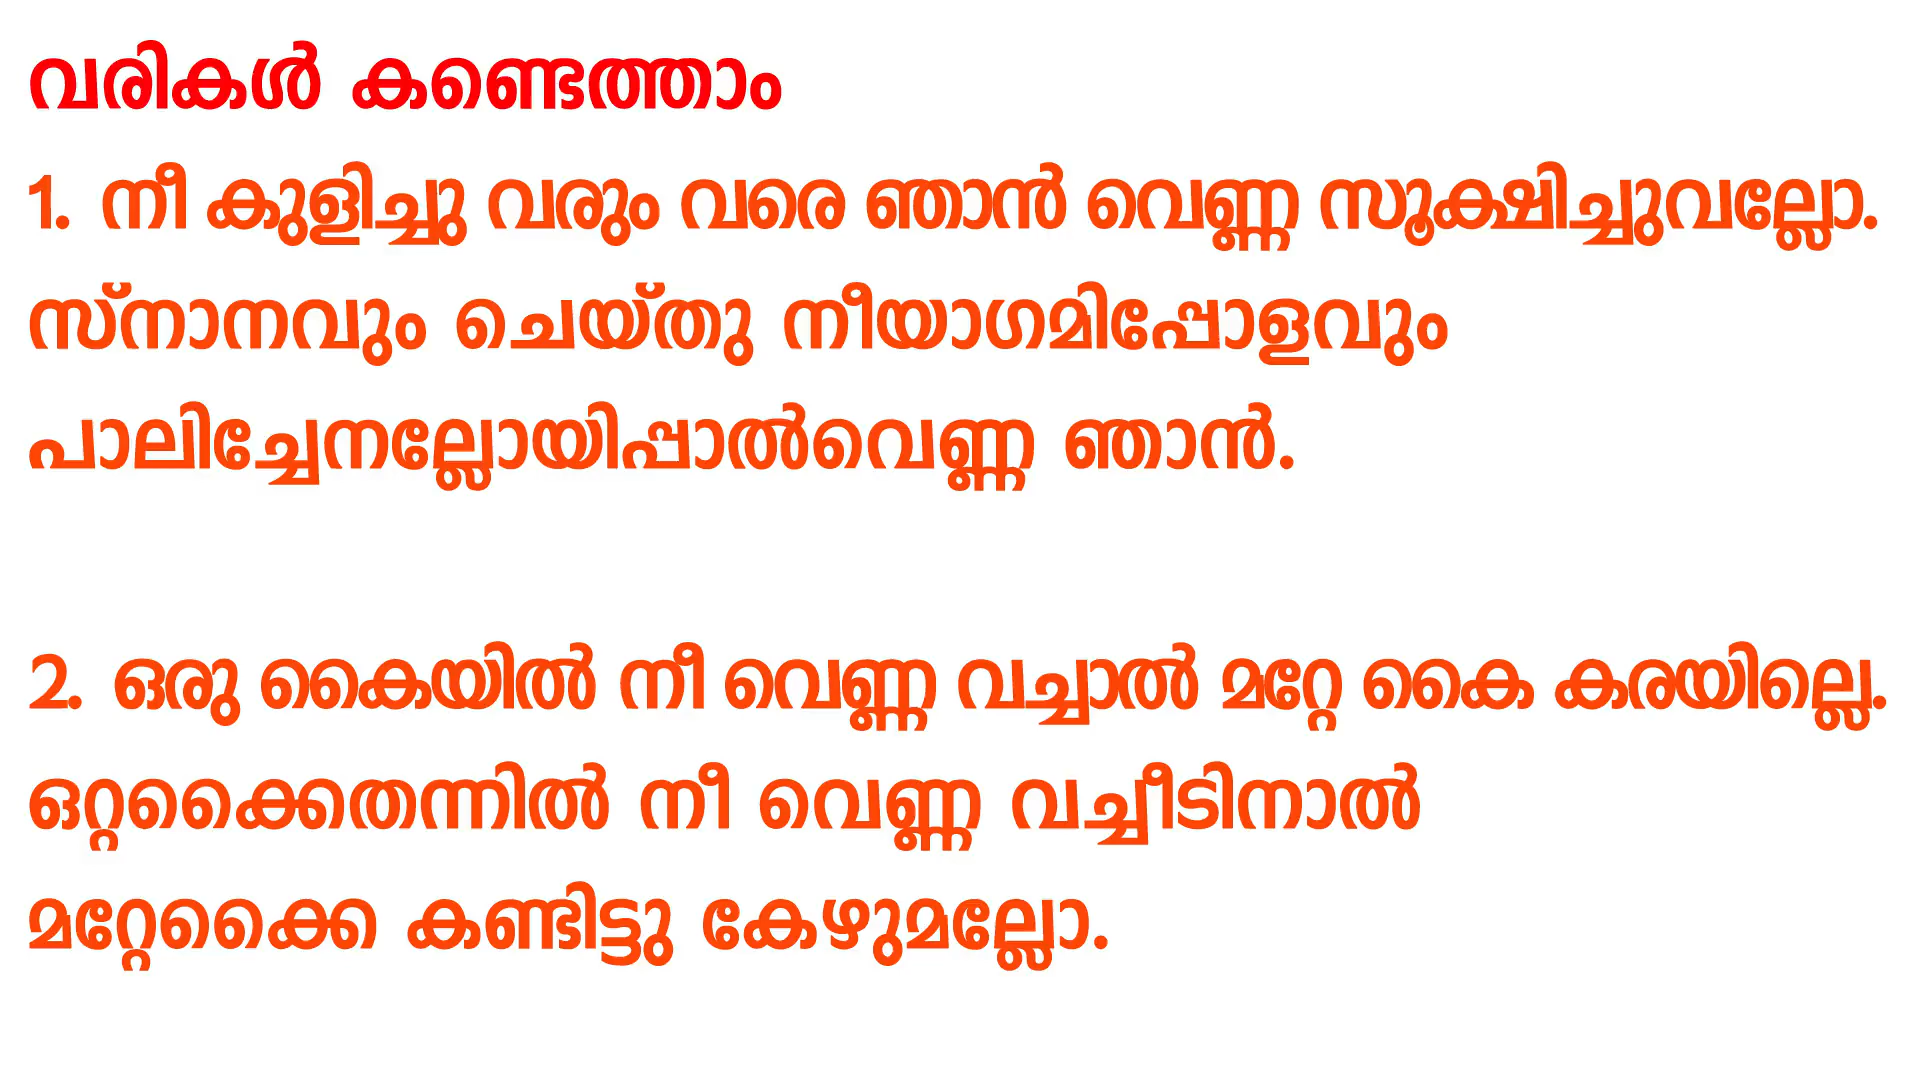 വരികൾ കണ്ടെത്താം
1. നീ കുളിച്ചു വരും വരെ ഞാൻ വെണ്ണ സൂക്ഷിച്ചുവല്ലോ.
സ്നാനവും ചെയ്തു നീയാഗമിപ്പോളവും
പാലിച്ചേനല്ലോയിപ്പാൽവെണ്ണ ഞാൻ.
2. ഒരു കൈയിൽ നീ വെണ്ണ വച്ചാൽ മറ്റേ കൈ കരയില്ലെ.
ഒറ്റക്കൈതന്നിൽ നീ വെണ്ണ വച്ചീടിനാൽ
മറ്റേക്കൈ കണ്ടിട്ടു കേഴുമല്ലോ.